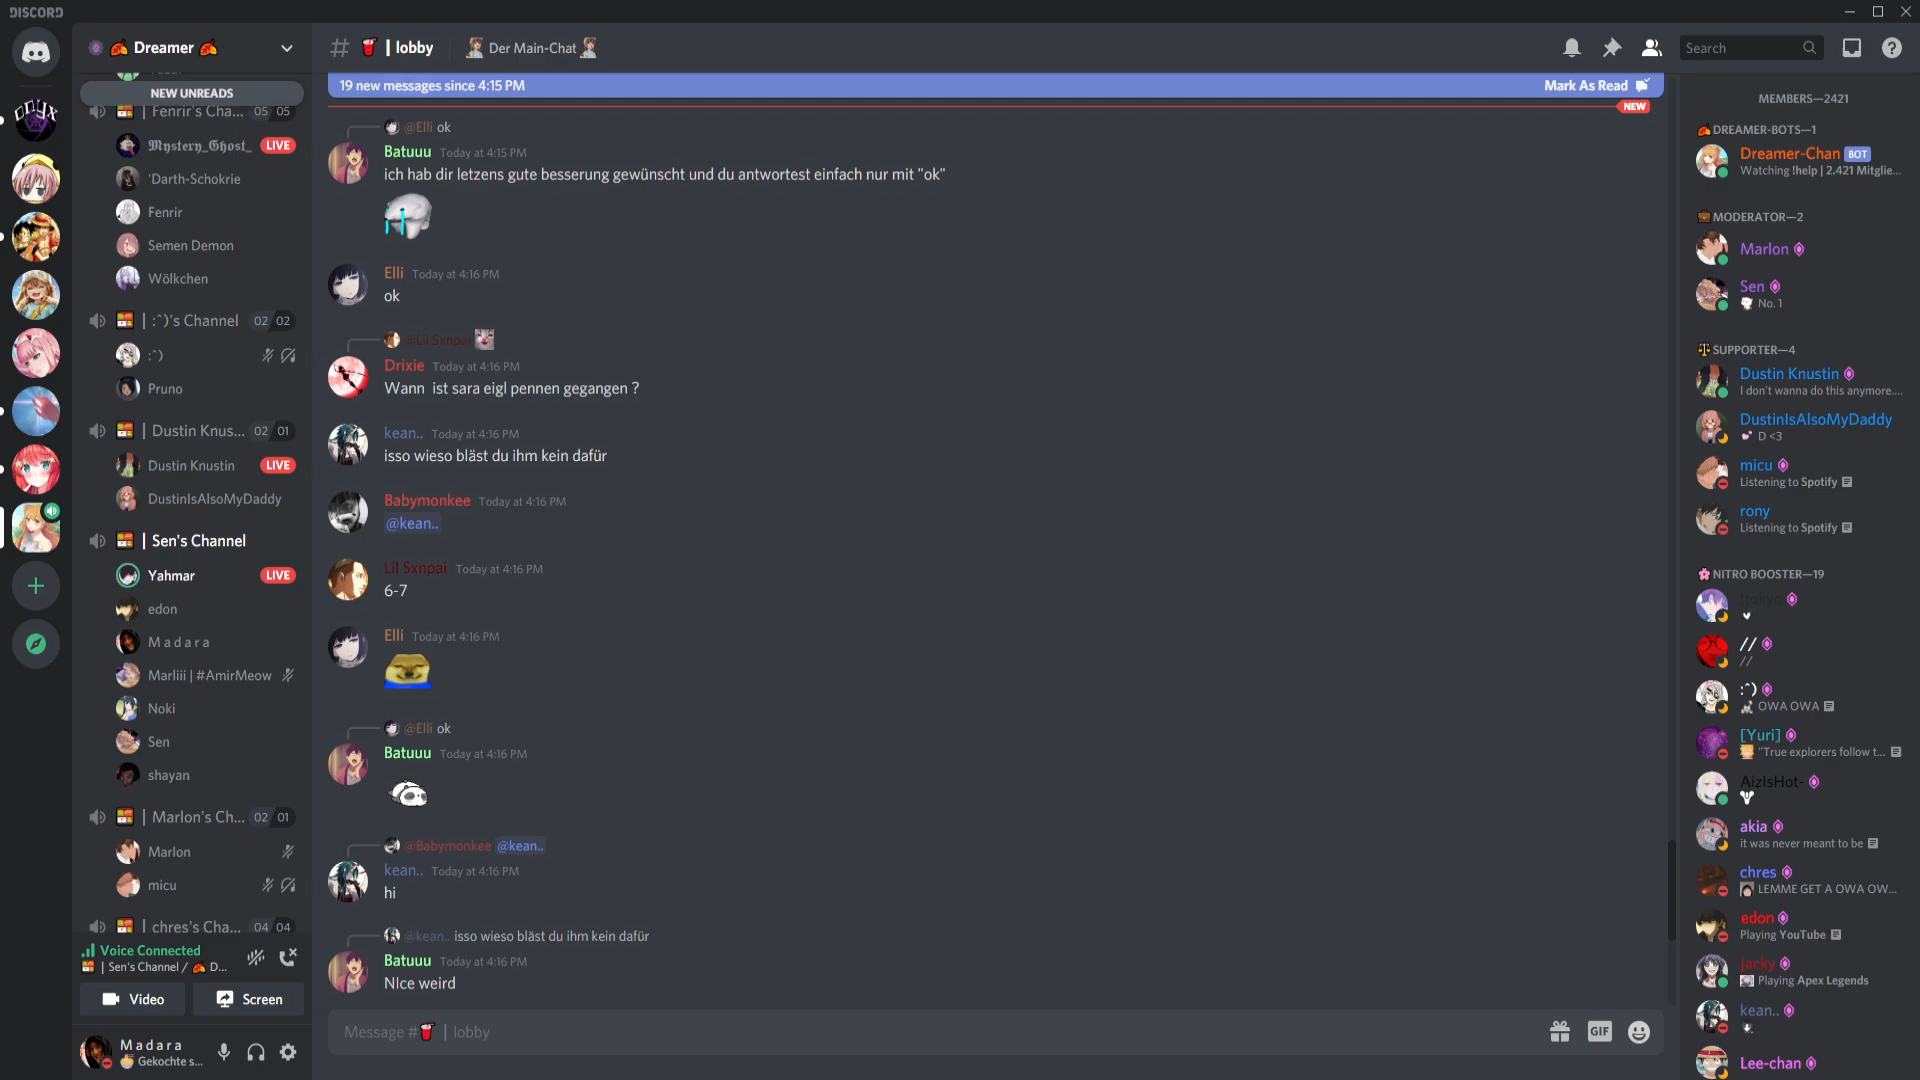 DISCORD
Dreamer
NEW UNREADS
Fenrir's Cha... 05 05
𝕸𝖞𝖘𝖙𝖊𝖗𝖞_𝕲𝖍𝖔𝖘𝖙_ LIVE
'Darth-Schokrie
Fenrir
Semen Demon
Wölkchen
| :ˆ)'s Channel 02 02
:ˆ)
Pruno
| Dustin Knus... 02 01
Dustin Knustin LIVE
DustinIsAlsoMyDaddy
| Sen's Channel
Yahmar LIVE
edon
M a d a r a
Marliii | #AmirMeow
Noki
Sen
shayan
| Marlon's Ch... 02 01
Marlon
micu
| chres's Cha... 04 04
Voice Connected
| Sen's Channel / D...
Video Screen
M a d a r a
Gekochte s...
| lobby Der Main-Chat
Search
19 new messages since 4:15 PM Mark As Read
NEW
@Elli ok
Batuuu Today at 4:15 PM
ich hab dir letzens gute besserung gewünscht und du antwortest einfach nur mit "ok"
Elli Today at 4:16 PM
ok
@Lil Sxnpai
Drixie Today at 4:16 PM
Wann ist sara eigl pennen gegangen ?
kean.. Today at 4:16 PM
isso wieso bläst du ihm kein dafür
Babymonkee Today at 4:16 PM
@kean..
Lil Sxnpai Today at 4:16 PM
6-7
Elli Today at 4:16 PM
@Elli ok
Batuuu Today at 4:16 PM
@Babymonkee @kean..
kean.. Today at 4:16 PM
hi
@kean.. isso wieso bläst du ihm kein dafür
Batuuu Today at 4:16 PM
NIce weird
Message # | lobby
GIF
MEMBERS—2421
DREAMER-BOTS—1
Dreamer-Chan BOT
Watching !help | 2.421 Mitglie...
MODERATOR—2
Marlon
Sen
No. 1
SUPPORTER—4
Dustin Knustin
I don't wanna do this anymore....
DustinIsAlsoMyDaddy
D <3
micu
Listening to Spotify
rony
Listening to Spotify
NITRO BOOSTER—19
//
//
:ˆ)
OWA OWA
[Yuri]
"True explorers follow t...
AizIsHot-
akia
it was never meant to be
chres
LEMME GET A OWA OW...
edon
Playing YouTube
jacky
Playing Apex Legends
kean..
Lee-chan